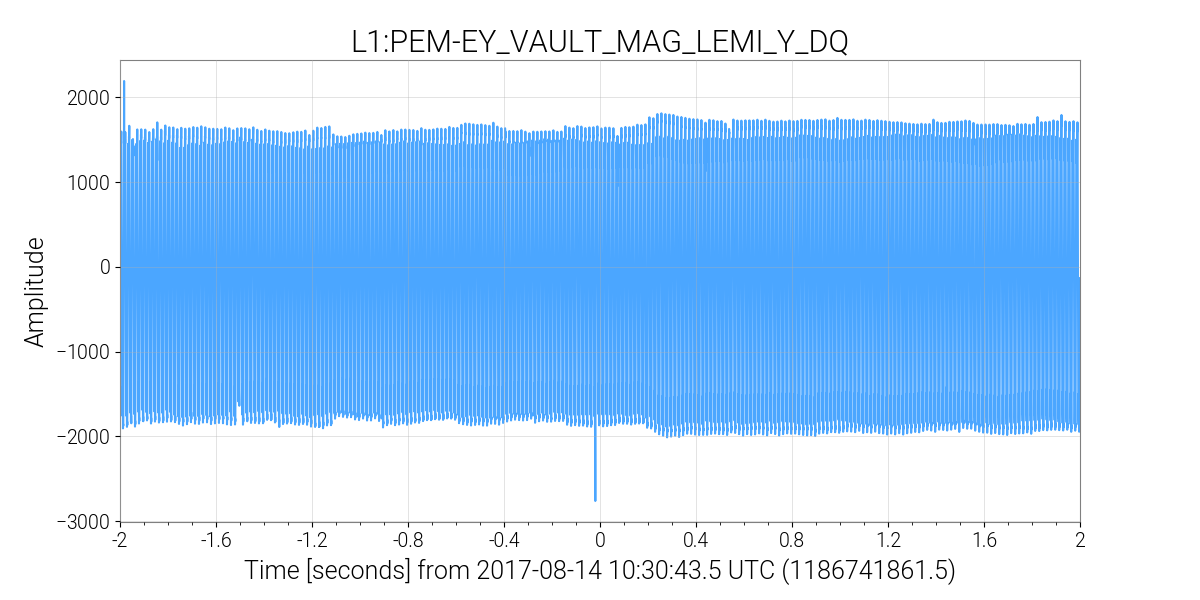 L1:PEM-EY_VAULT_MAG_LEMI_Y_DQ
2000
1000
0
−1000
−2000
−3000
Amplitude
-2 -1.6 -1.2 -0.8 -0.4 0 0.4 0.8 1.2 1.6 2
Time [seconds] from 2017-08-14 10:30:43.5 UTC (1186741861.5)